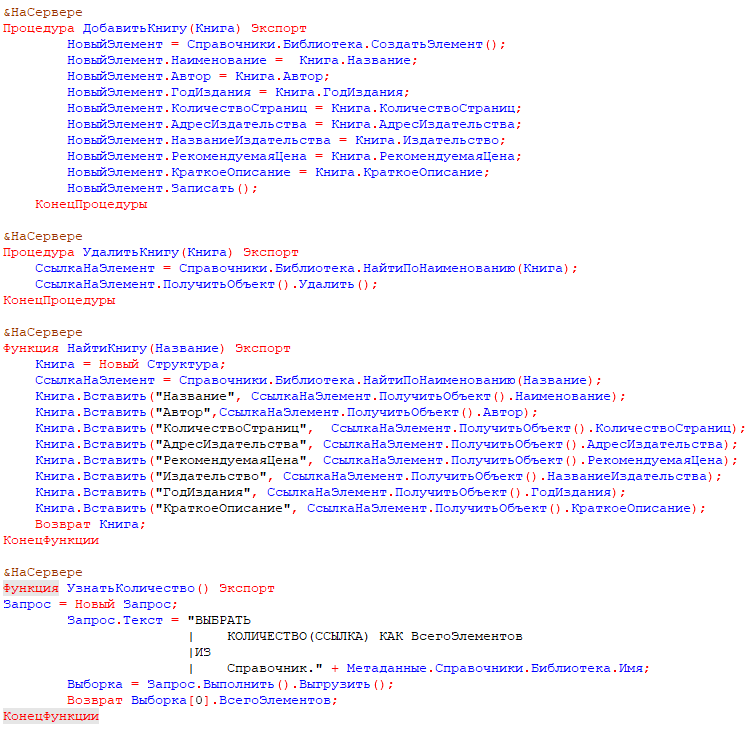 &НаСервере
Процедура ДобавитьКнигу(Книга) Экспорт
НовыйЭлемент = Справочники.Библиотека.СоздатьЭлемент();
НовыйЭлемент.Наименование =  Книга.Название;
НовыйЭлемент.Автор = Книга.Автор;
НовыйЭлемент.ГодИздания = Книга.ГодИздания;
НовыйЭлемент.КоличествоСтраниц = Книга.КоличествоСтраниц;
НовыйЭлемент.АдресИздательства = Книга.АдресИздательства;
НовыйЭлемент.НазваниеИздательства = Книга.Издательство;
НовыйЭлемент.РекомендуемаяЦена = Книга.РекомендуемаяЦена;
НовыйЭлемент.КраткоеОписание = Книга.КраткоеОписание;
НовыйЭлемент.Записать();
КонецПроцедуры
&НаСервере
Процедура УдалитьКнигу(Книга) Экспорт
СсылкаНаЭлемент = Справочники.Библиотека.НайтиПоНаименованию(Книга);
СсылкаНаЭлемент.ПолучитьОбъект().Удалить();
КонецПроцедуры
&НаСервере
Функция НайтиКнигу(Название) Экспорт
Книга = Новый Структура;
СсылкаНаЭлемент = Справочники.Библиотека.НайтиПоНаименованию(Название);
Книга.Вставить("Название", СсылкаНаЭлемент.ПолучитьОбъект().Наименование);
Книга.Вставить("Автор",СсылкаНаЭлемент.ПолучитьОбъект().Автор);
Книга.Вставить("КоличествоСтраниц",  СсылкаНаЭлемент.ПолучитьОбъект().КоличествоСтраниц);
Книга.Вставить("АдресИздательства", СсылкаНаЭлемент.ПолучитьОбъект().АдресИздательства);
Книга.Вставить("РекомендуемаяЦена", СсылкаНаЭлемент.ПолучитьОбъект().РекомендуемаяЦена);
Книга.Вставить("Издательство", СсылкаНаЭлемент.ПолучитьОбъект().НазваниеИздательства);
Книга.Вставить("ГодИздания", СсылкаНаЭлемент.ПолучитьОбъект().ГодИздания);
Книга.Вставить("КраткоеОписание", СсылкаНаЭлемент.ПолучитьОбъект().КраткоеОписание);
Возврат Книга;
КонецФункции
&НаСервере
Функция УзнатьКоличество() Экспорт
Запрос = Новый Запрос;
Запрос.Текст = "ВЫБРАТЬ
|    КОЛИЧЕСТВО(ССЫЛКА) КАК ВсегоЭлементов
|ИЗ
|    Справочник." + Метаданные.Справочники.Библиотека.Имя;
Выборка = Запрос.Выполнить().Выгрузить();
Возврат Выборка[0].ВсегоЭлементов;
КонецФункции